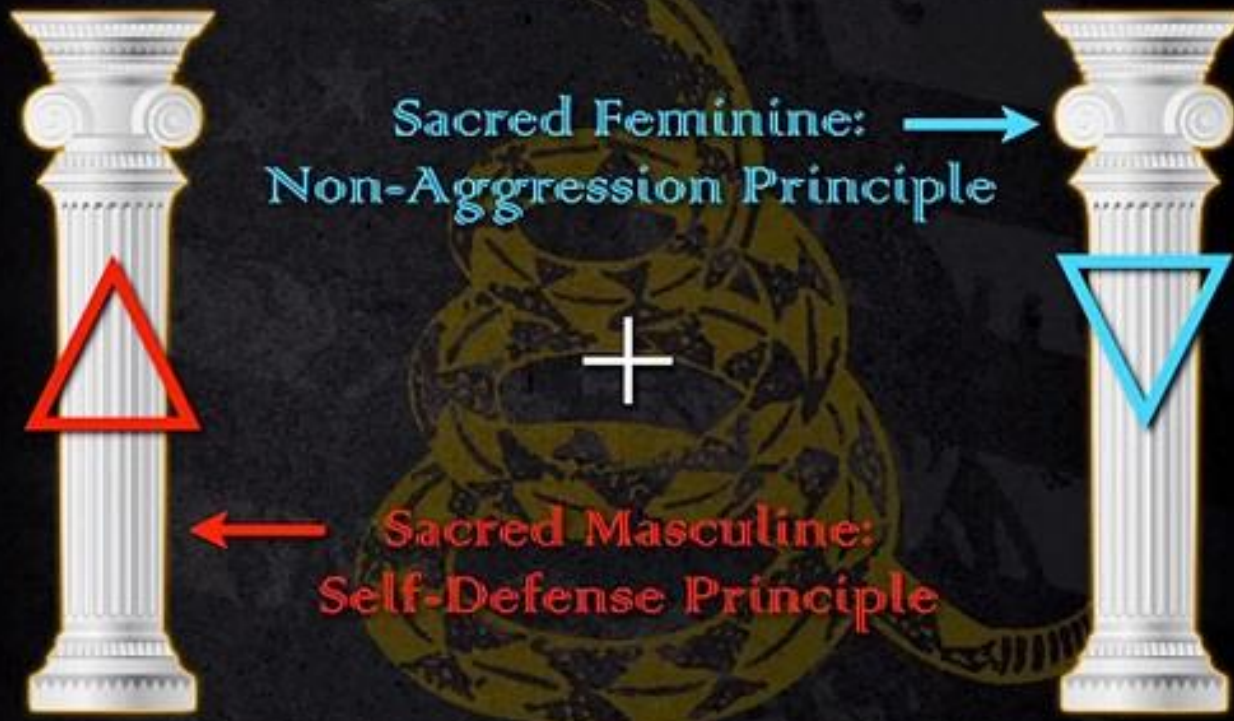 Sacred Feminine:
Non-Aggression Principle
Sacred Masculine:
Self-Defense Principle